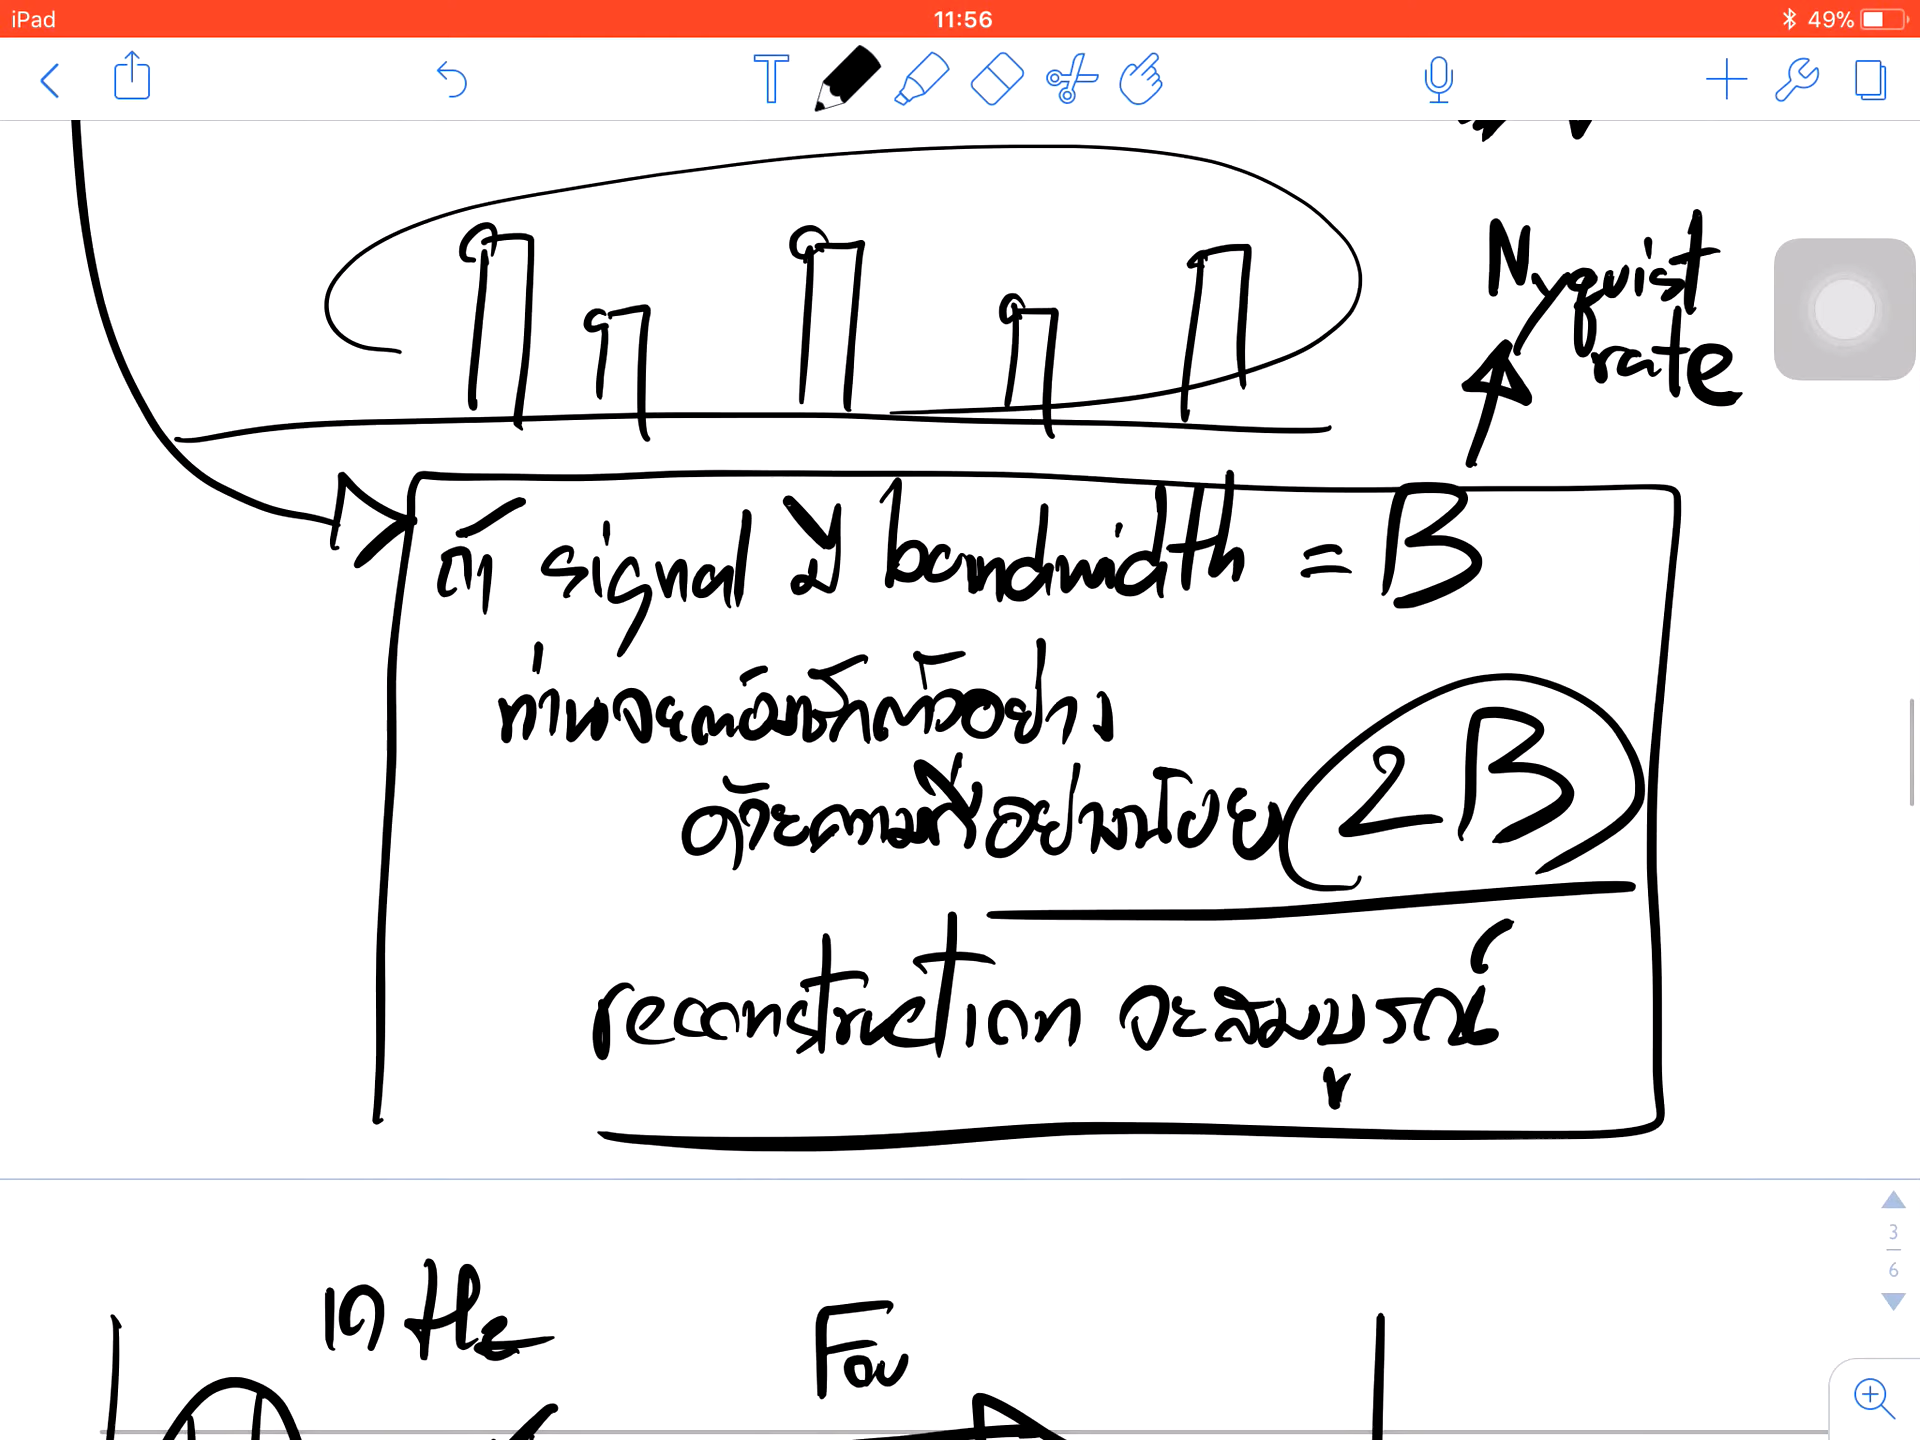 iPad 11:56 49%
T
Nyquist
rate
ถ้า signal มี bandwidth = B
ท่านจะต้องชักตัวอย่าง
ด้วยความถี่อย่างน้อย 2B
reconstruction จะสมบูรณ์
3
6
10 Hz
Fou